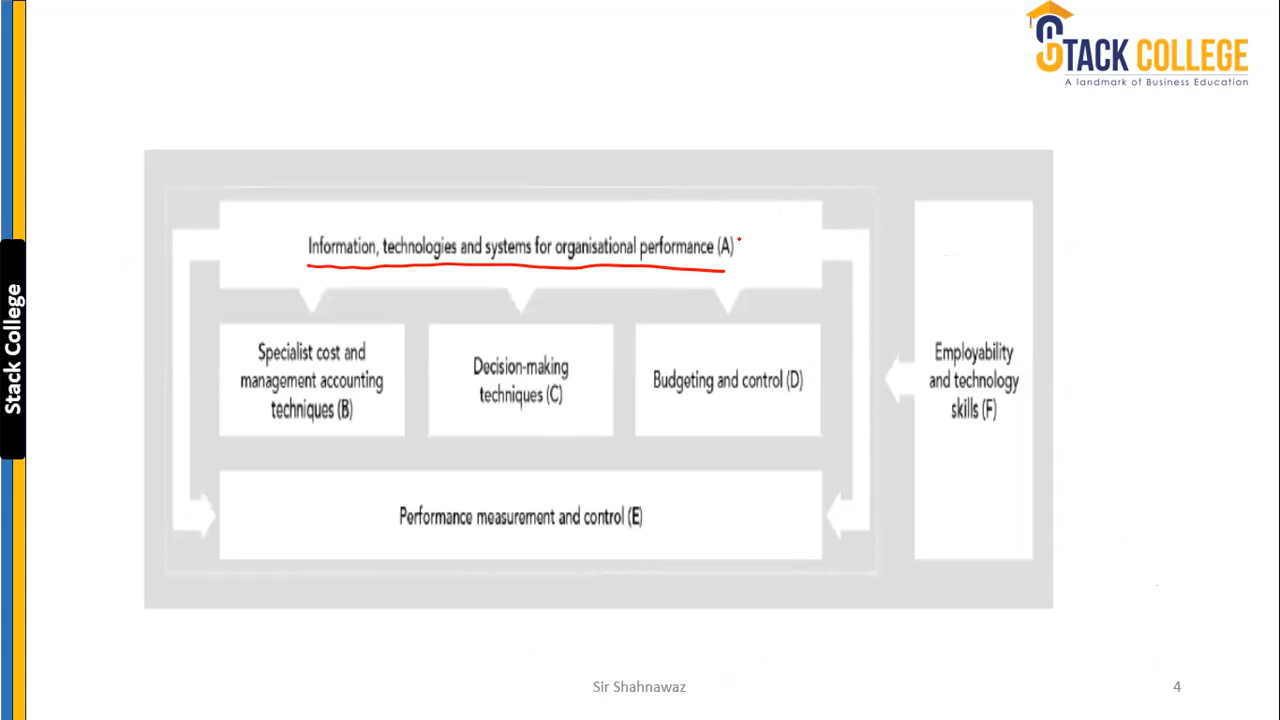 STACK COLLEGE
A landmark of Business Education
Stack College
Information, technologies and systems for organisational performance (A)
Specialist cost and
management accounting
techniques (B)
Decision-making
techniques (C)
Budgeting and control (D)
Employability
and technology
skills (F)
Performance measurement and control (E)
Sir Shahnawaz
4